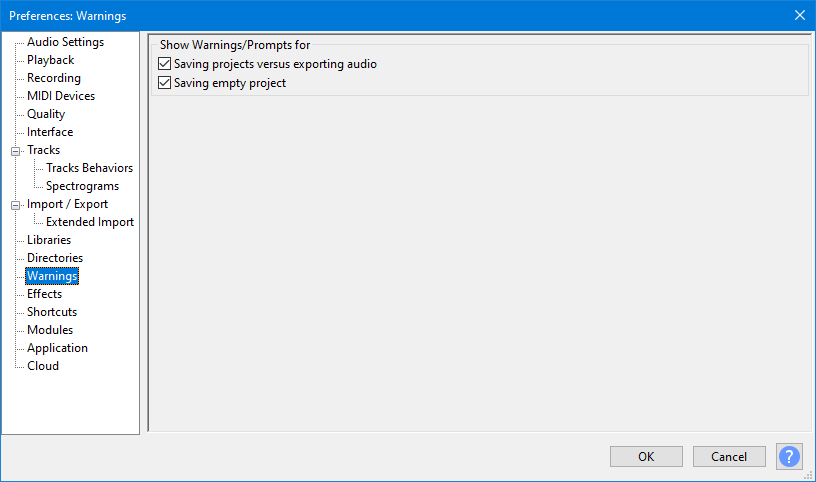 Preferences: Warnings
Audio Settings
Playback
Recording
MIDI Devices
Quality
Interface
Tracks
Tracks Behaviors
Spectrograms
Import / Export
Extended Import
Libraries
Directories
Warnings
Effects
Shortcuts
Modules
Application
Cloud
Show Warnings/Prompts for
Saving projects versus exporting audio
Saving empty project
OK
Cancel
?